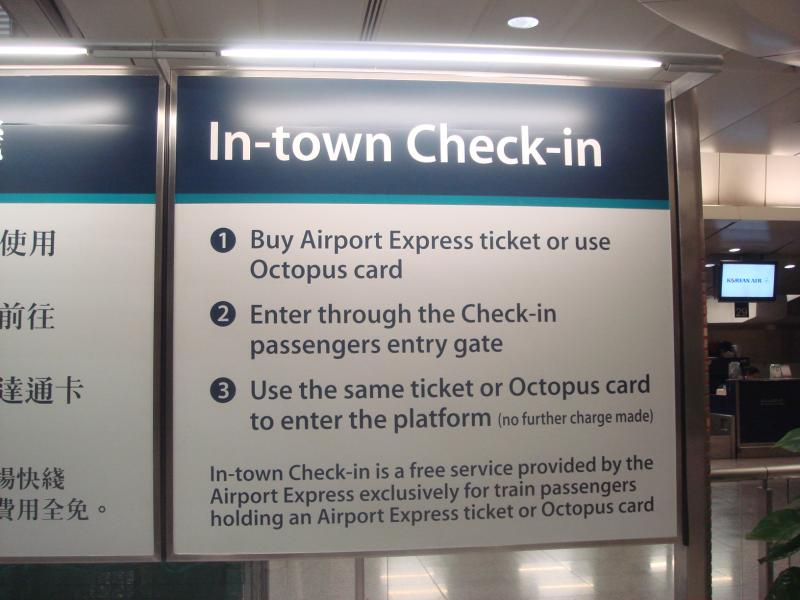 使用
前往
達通卡
場快綫
費用全免。
In-town Check-in
1 Buy Airport Express ticket or use
Octopus card
2 Enter through the Check-in
passengers entry gate
3 Use the same ticket or Octopus card
to enter the platform (no further charge made)
In-town Check-in is a free service provided by the
Airport Express exclusively for train passengers
holding an Airport Express ticket or Octopus card
KOREAN AIR